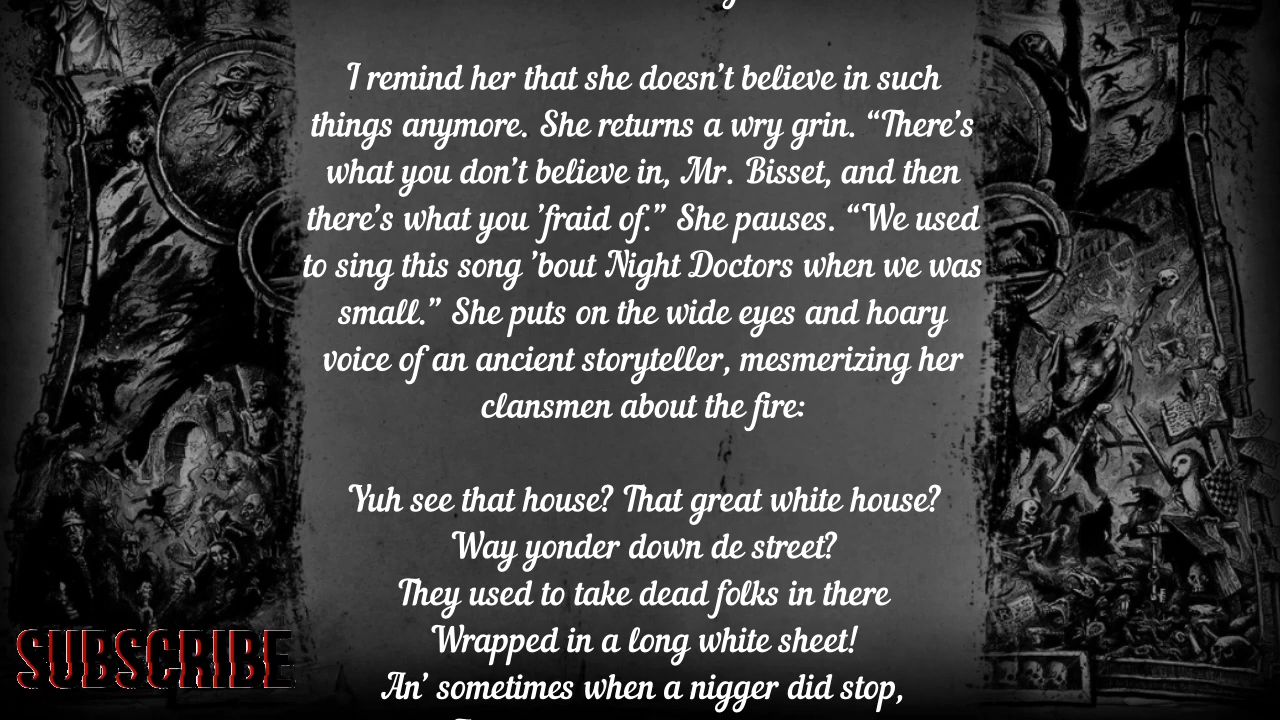 I remind her that she doesn’t believe in such
things anymore. She returns a wry grin. “There’s
what you don’t believe in, Mr. Bisset, and then
there’s what you ’fraid of.” She pauses. “We used
to sing this song ’bout Night Doctors when we was
small.” She puts on the wide eyes and hoary
voice of an ancient storyteller, mesmerizing her
clansmen about the fire:
Yuh see that house? That great white house?
Way yonder down de street?
They used to take dead folks in there
Wrapped in a long white sheet!
An’ sometimes when a nigger did stop,
SUBSCRIBE